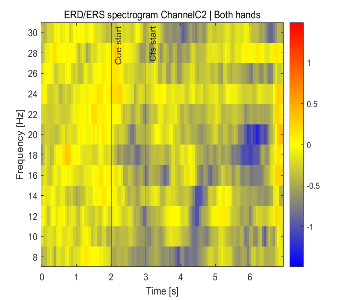 ERD/ERS spectrogram ChannelC2 | Both hands
Cue start
Cfs start
Frequency [Hz]
30
28
26
24
22
20
18
16
14
12
10
8
0 1 2 3 4 5 6
Time [s]
1
0.5
0
-0.5
-1